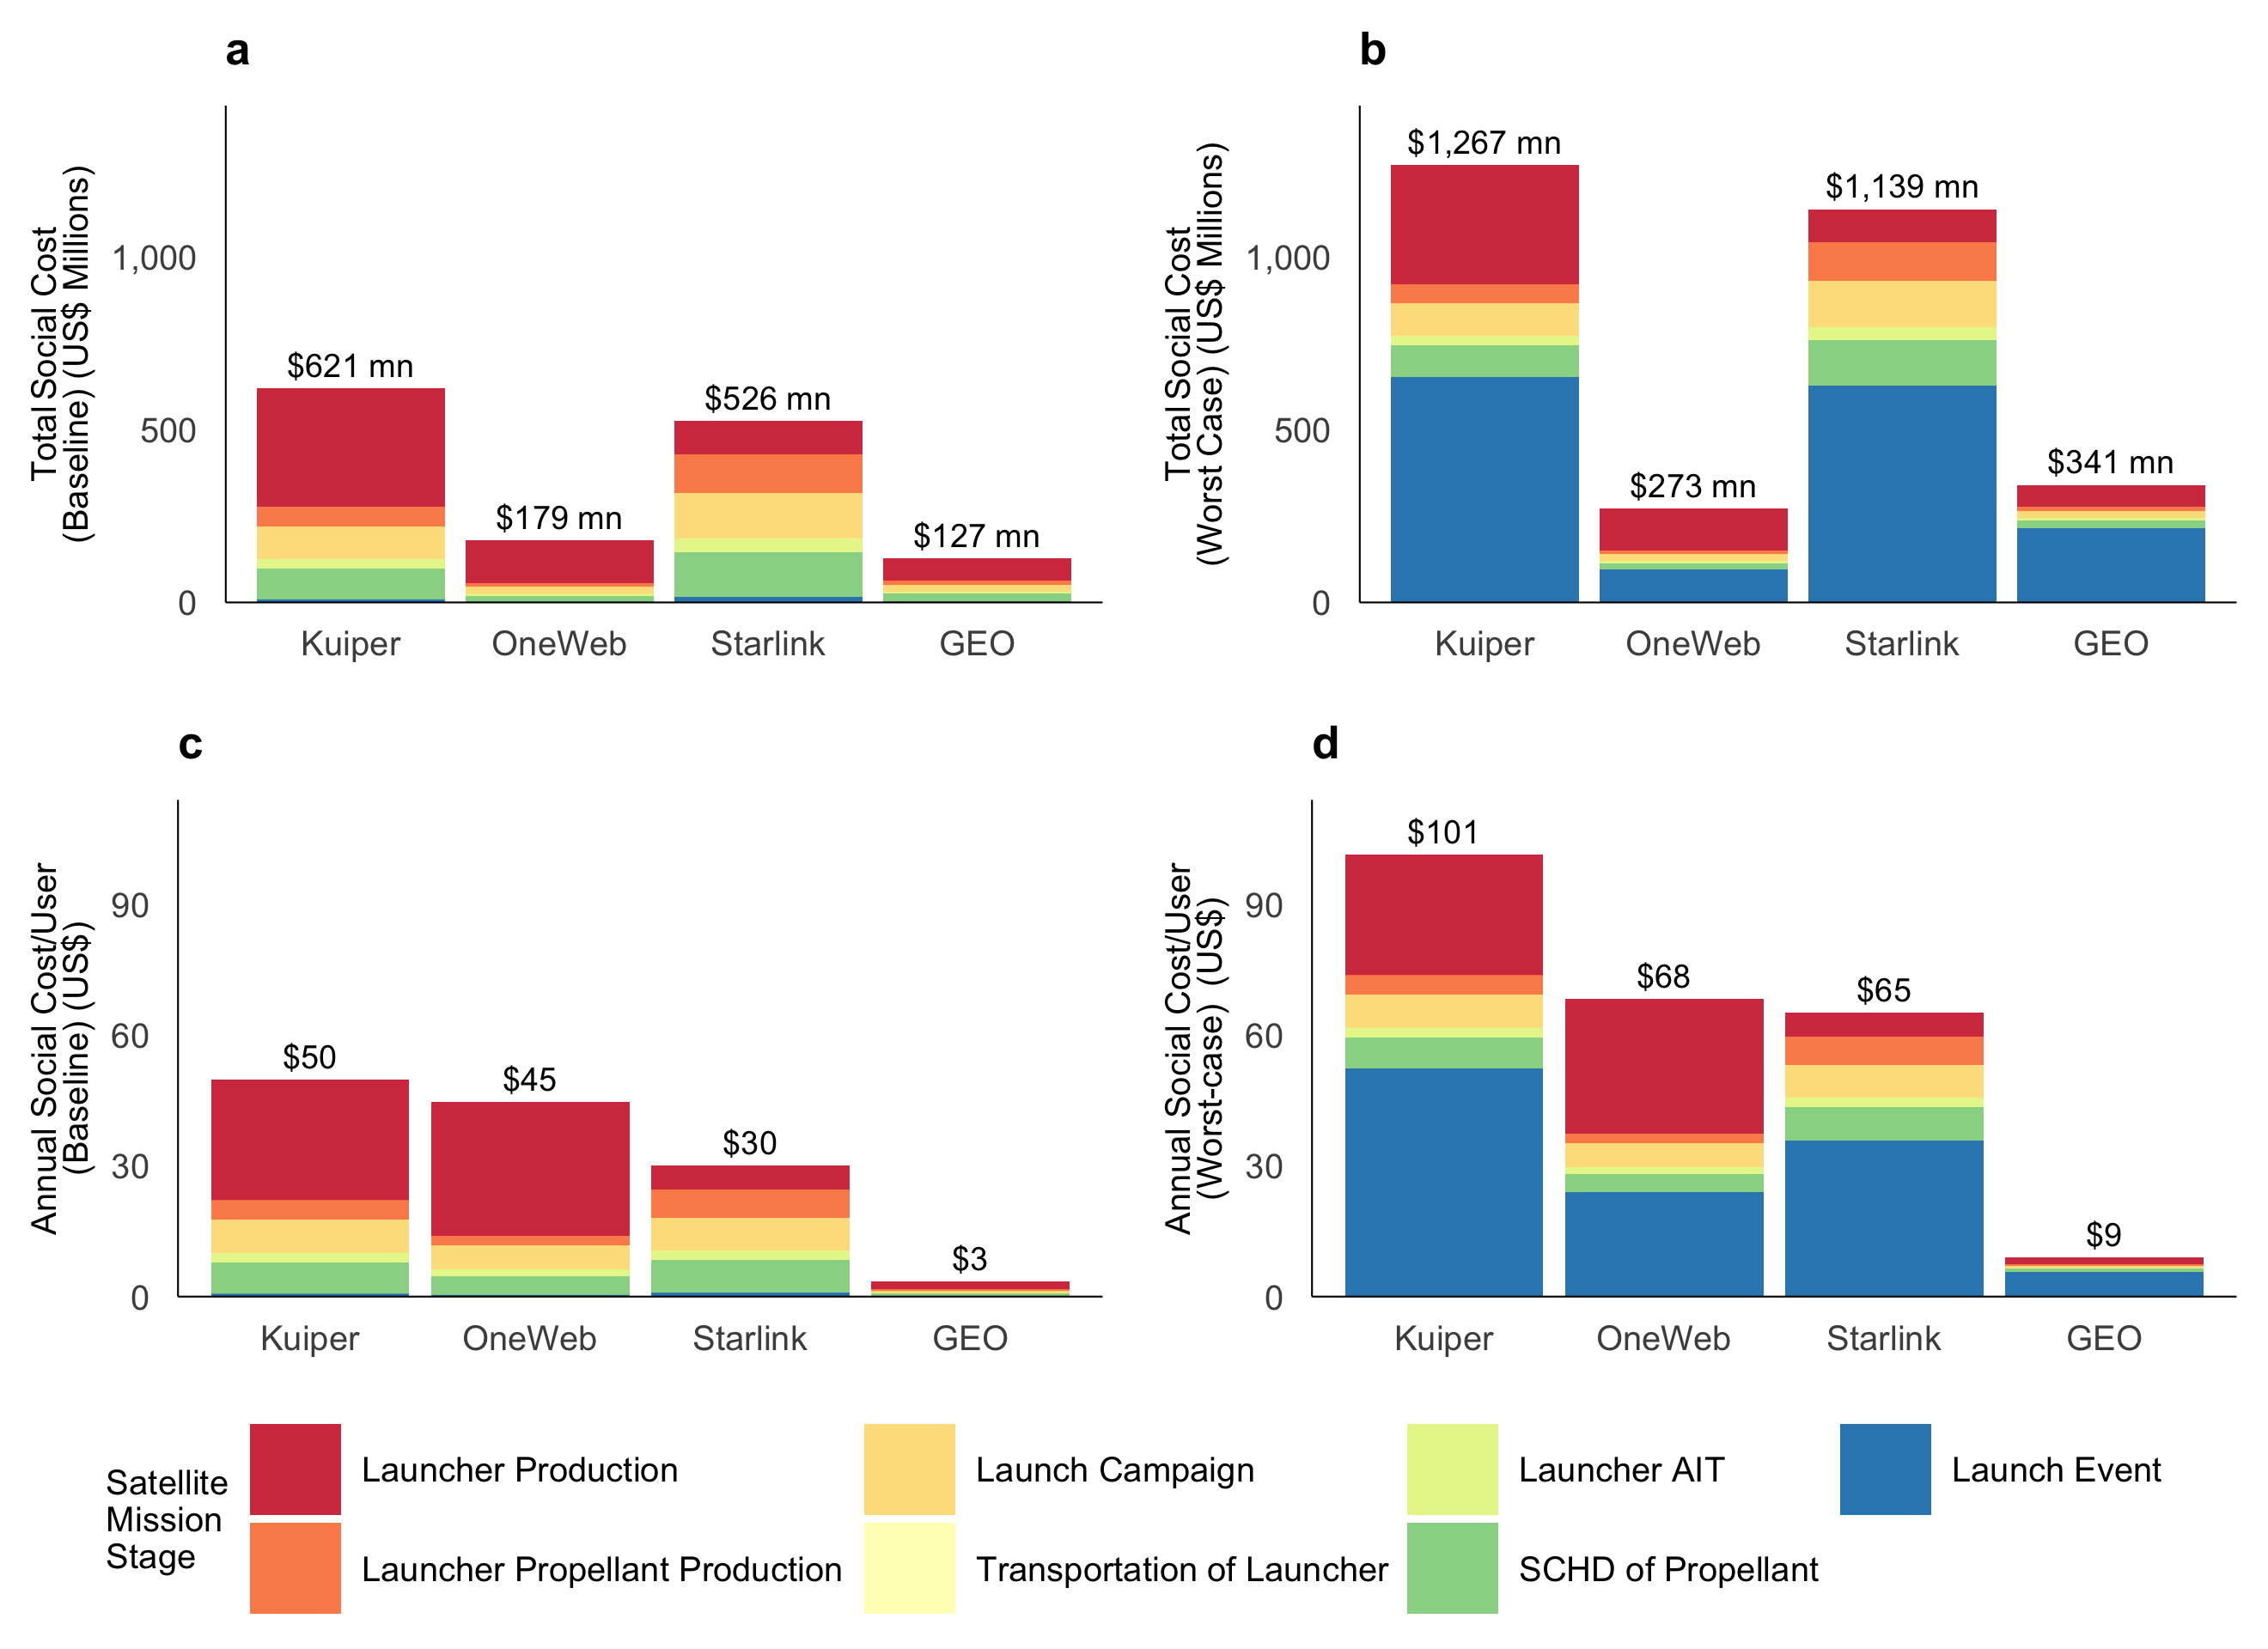 a
Total Social Cost
(Baseline) (US$ Millions)
1,000
500
0
$621 mn
$179 mn
$526 mn
$127 mn
Kuiper
OneWeb
Starlink
GEO
b
Total Social Cost
(Worst Case) (US$ Millions)
1,000
500
0
$1,267 mn
$273 mn
$1,139 mn
$341 mn
Kuiper
OneWeb
Starlink
GEO
c
Annual Social Cost/User
(Baseline) (US$)
90
60
30
0
$50
$45
$30
$3
Kuiper
OneWeb
Starlink
GEO
d
Annual Social Cost/User
(Worst-case) (US$)
90
60
30
0
$101
$68
$65
$9
Kuiper
OneWeb
Starlink
GEO
Satellite
Mission
Stage
Launcher Production
Launcher Propellant Production
Launch Campaign
Transportation of Launcher
Launcher AIT
SCHD of Propellant
Launch Event